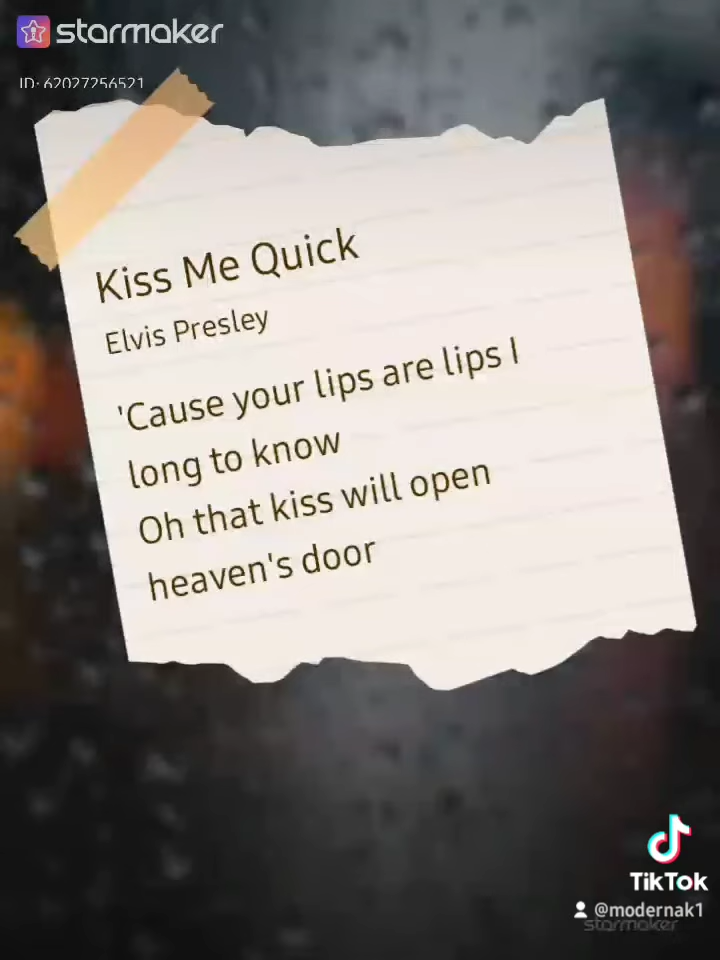 starmaker
ID: 62027256521
Kiss Me Quick
Elvis Presley
'Cause your lips are lips I
long to know
Oh that kiss will open
heaven's door
TikTok
@modernak1
starmaker